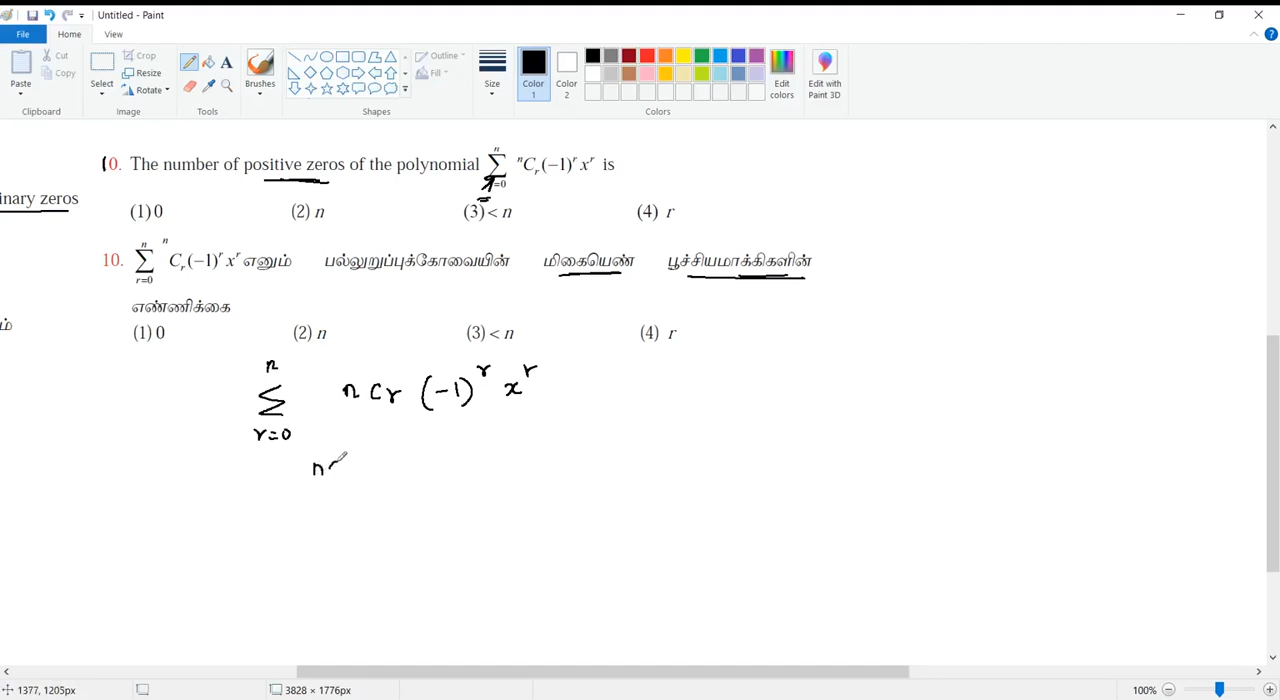 Untitled - Paint
File Home View
Cut
Copy
Paste
Clipboard
Crop
Resize
Rotate
Select
Image
A
Tools
Brushes
Outline
Fill
Shapes
Size
Color 1
Color 2
Edit colors
Edit with Paint 3D
Colors
10. The number of positive zeros of the polynomial n∑r=0 ⁿCᵣ(−1)ʳ xʳ is
inary zeros
(1) 0 (2) n (3) < n (4) r
10. n∑r=0 ⁿCᵣ(−1)ʳ xʳ எனும் பல்லுறுப்புக்கோவையின் மிகையெண் பூச்சியமாக்கிகளின்
எண்ணிக்கை
ம்
(1) 0 (2) n (3) < n (4) r
n∑r=0 nCr (-1)ʳ xʳ
n
1377, 1205px 3828 × 1776px 100%